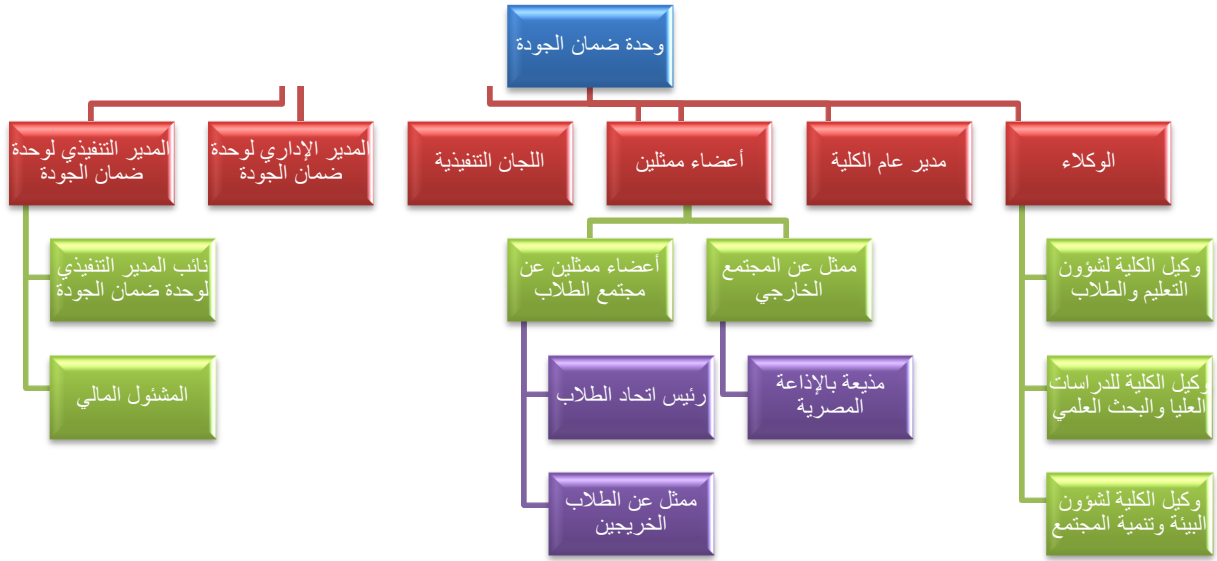 وحدة ضمان الجودة
الوكلاء
مدير عام الكلية
أعضاء ممثلين
اللجان التنفيذية
المدير الإداري لوحدة
ضمان الجودة
المدير التنفيذي لوحدة
ضمان الجودة
وكيل الكلية لشؤون
التعليم والطلاب
ممثل عن المجتمع
الخارجي
أعضاء ممثلين عن
مجتمع الطلاب
نائب المدير التنفيذي
لوحدة ضمان الجودة
وكيل الكلية للدراسات
العليا والبحث العلمي
مذيعة بالإذاعة
المصرية
رئيس اتحاد الطلاب
المشئول المالي
وكيل الكلية لشؤون
البيئة وتنمية المجتمع
ممثل عن الطلاب
الخريجين